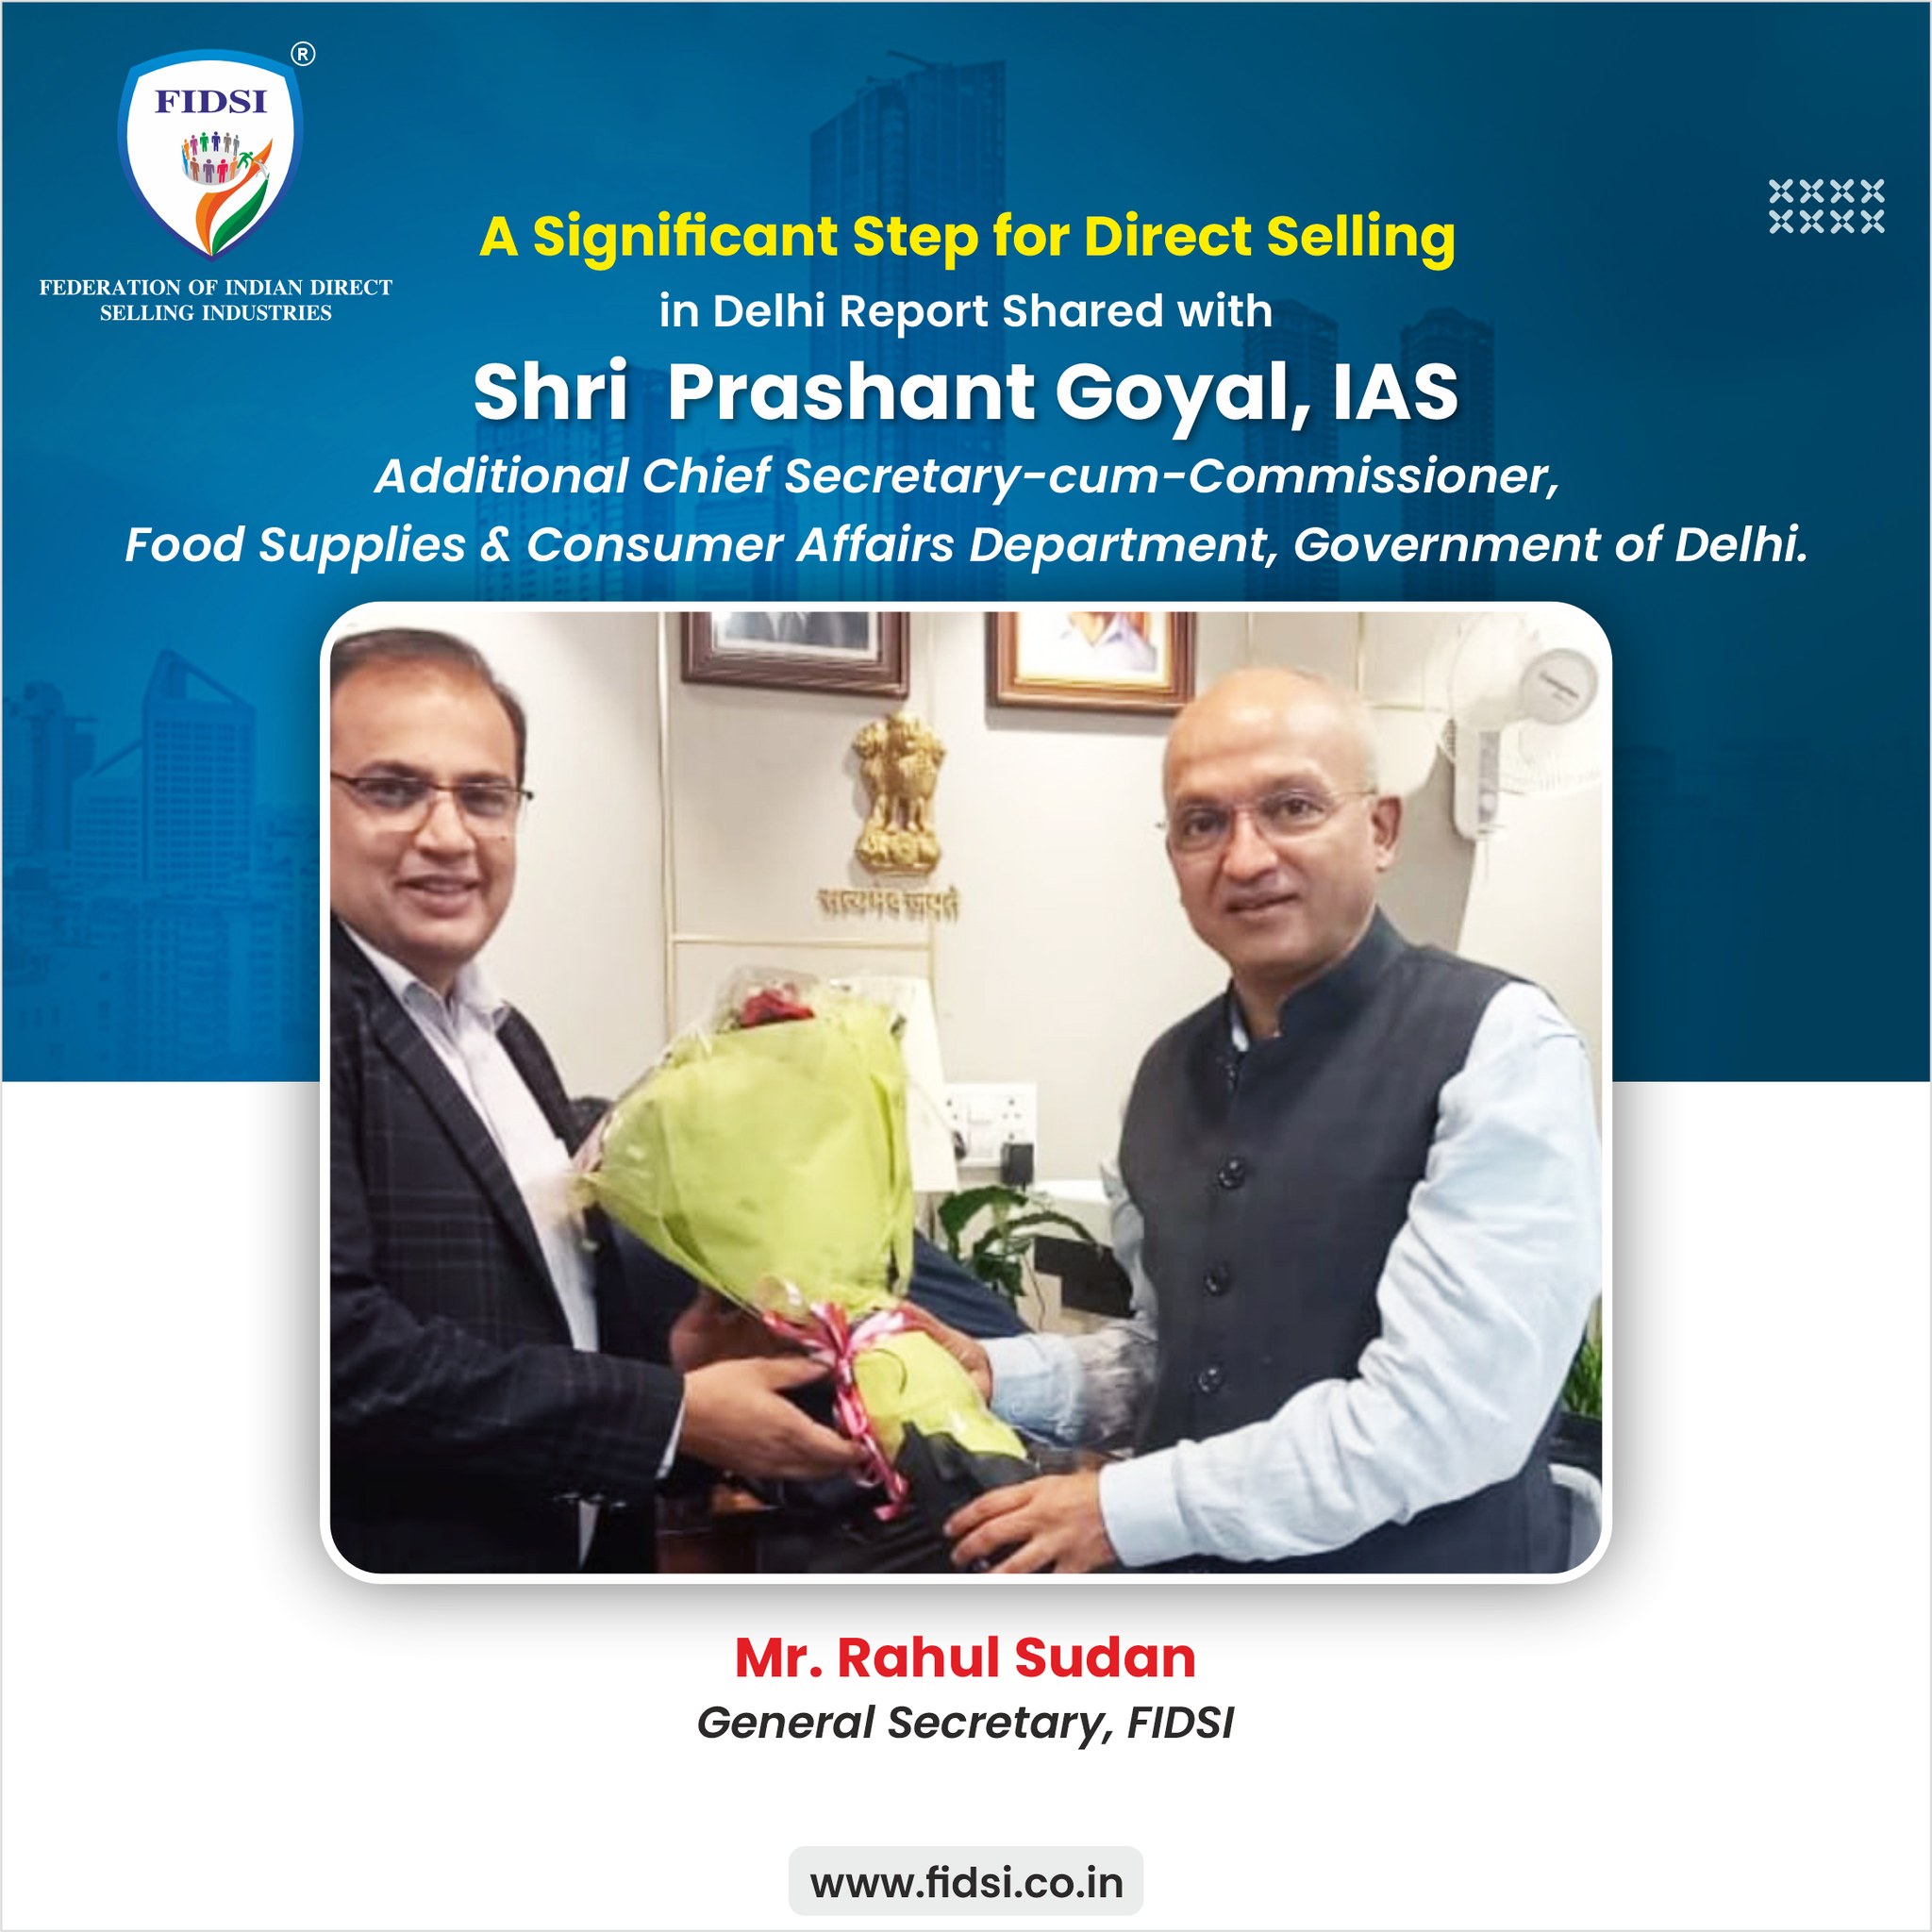 ®
FIDSI
FEDERATION OF INDIAN DIRECT
SELLING INDUSTRIES
A Significant Step for Direct Selling
in Delhi Report Shared with
Shri Prashant Goyal, IAS
Additional Chief Secretary-cum-Commissioner,
Food Supplies & Consumer Affairs Department, Government of Delhi.
सत्यमेव जयते
Mr. Rahul Sudan
General Secretary, FIDSI
www.fidsi.co.in